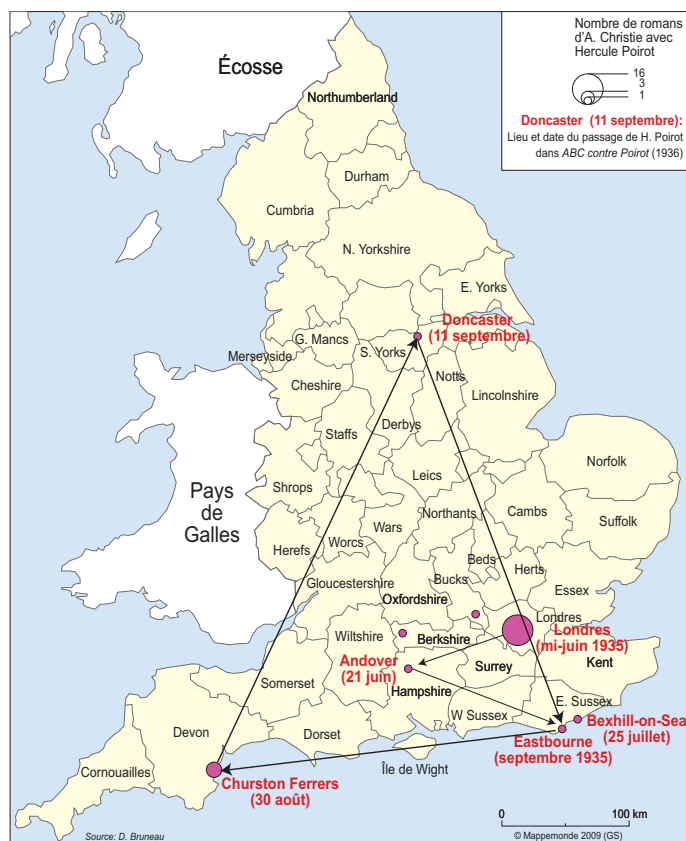 Nombre de romans
d'A. Christie avec
Hercule Poirot
16
3
1
Doncaster (11 septembre):
Lieu et date du passage de H. Poirot
dans ABC contre Poirot (1936)
Écosse
Northumberland
Durham
Cumbria
N. Yorkshire
E. Yorks
Doncaster
(11 septembre)
G. Mancs
S. Yorks
Merseyside
Notts
Cheshire
Lincolnshire
Derbys
Staffs
Norfolk
Leics
Pays
de
Galles
Shrops
Northants
Cambs
Suffolk
Wars
Worcs
Herefs
Beds
Herts
Gloucestershire
Bucks
Essex
Oxfordshire
Londres
Londres
(mi-juin 1935)
Wiltshire
Berkshire
Andover
(21 juin)
Surrey
Kent
Somerset
Hampshire
E. Sussex
W Sussex
Bexhill-on-Sea
(25 juillet)
Devon
Dorset
Eastbourne
(septembre 1935)
Île de Wight
Cornouailles
Churston Ferrers
(30 août)
0
100 km
Source: D. Bruneau
© Mappemonde 2009 (GS)